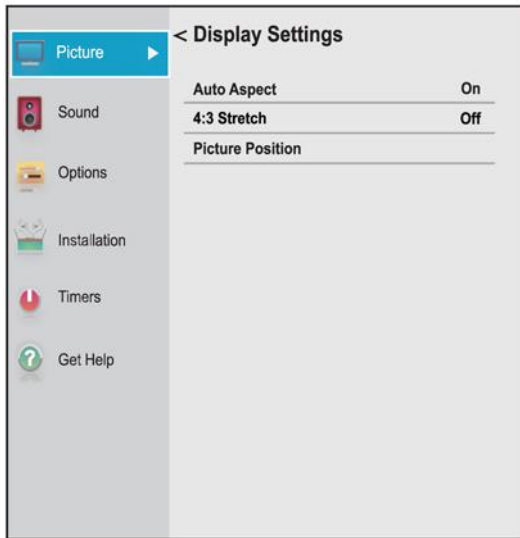 Picture
Sound
Options
Installation
Timers
Get Help
< Display Settings
Auto Aspect On
4:3 Stretch Off
Picture Position